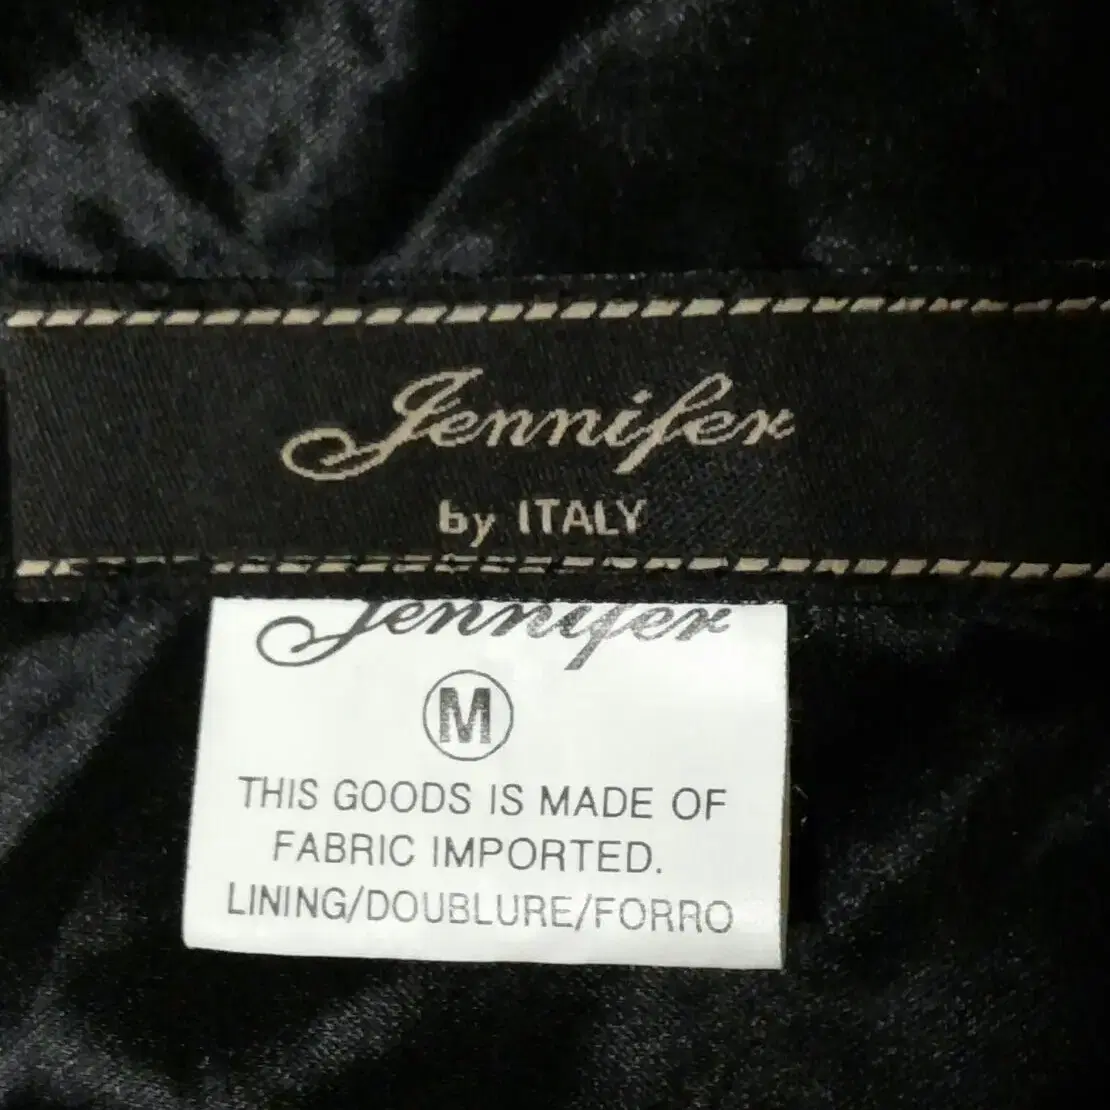 Jennifer
by ITALY
Jennifer
M
THIS GOODS IS MADE OF
FABRIC IMPORTED.
LINING/DOUBLURE/FORRO